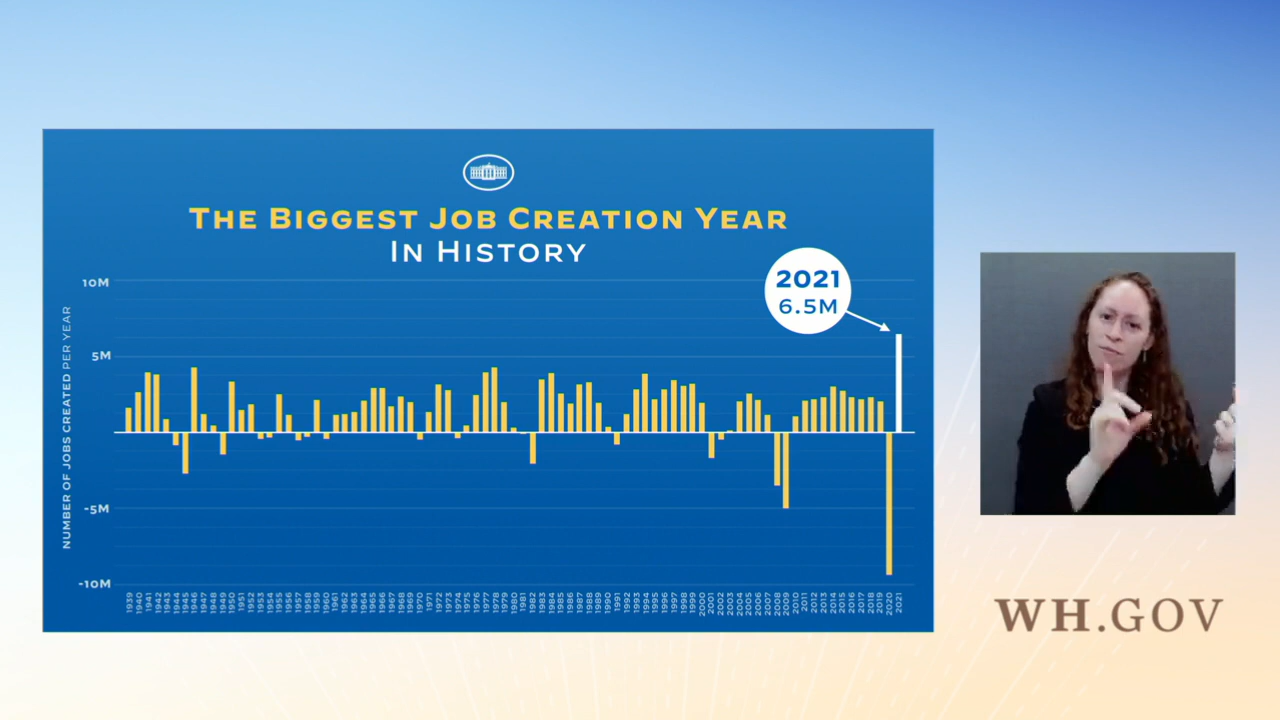 THE BIGGEST JOB CREATION YEAR
IN HISTORY
2021
6.5M
10M
5M
-5M
-10M
NUMBER OF JOBS CREATED PER YEAR
1939 1940 1941 1942 1943 1944 1945 1946 1947 1948 1949 1950 1951 1952 1953 1954 1955 1956 1957 1958 1959 1960 1961 1962 1963 1964 1965 1966 1967 1968 1969 1970 1971 1972 1973 1974 1975 1976 1977 1978 1979 1980 1981 1982 1983 1984 1985 1986 1987 1988 1989 1990 1991 1992 1993 1994 1995 1996 1997 1998 1999 2000 2001 2002 2003 2004 2005 2006 2007 2008 2009 2010 2011 2012 2013 2014 2015 2016 2017 2018 2019 2020 2021
WH.GOV